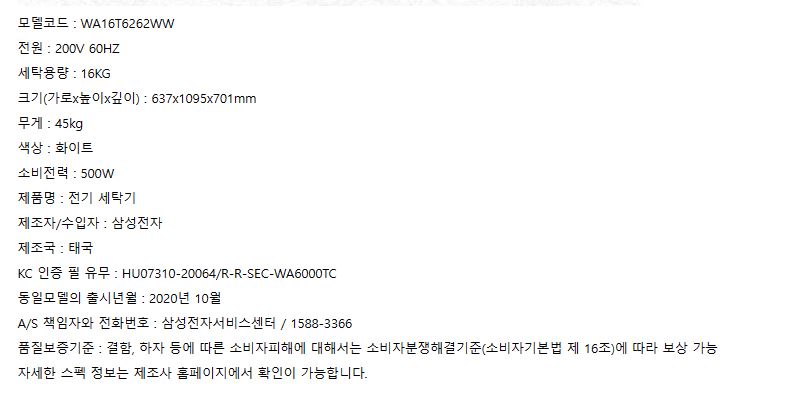 모델코드 : WA16T6262WW
전원 : 200V 60HZ
세탁용량 : 16KG
크기(가로x높이x깊이) : 637x1095x701mm
무게 : 45kg
색상 : 화이트
소비전력 : 500W
제품명 : 전기 세탁기
제조자/수입자 : 삼성전자
제조국 : 태국
KC 인증 필 유무 : HU07310-20064/R-R-SEC-WA6000TC
동일모델의 출시년월 : 2020년 10월
A/S 책임자와 전화번호 : 삼성전자서비스센터 / 1588-3366
품질보증기준 : 결함, 하자 등에 따른 소비자피해에 대해서는 소비자분쟁해결기준(소비자기본법 제 16조)에 따라 보상 가능
자세한 스펙 정보는 제조사 홈페이지에서 확인이 가능합니다.